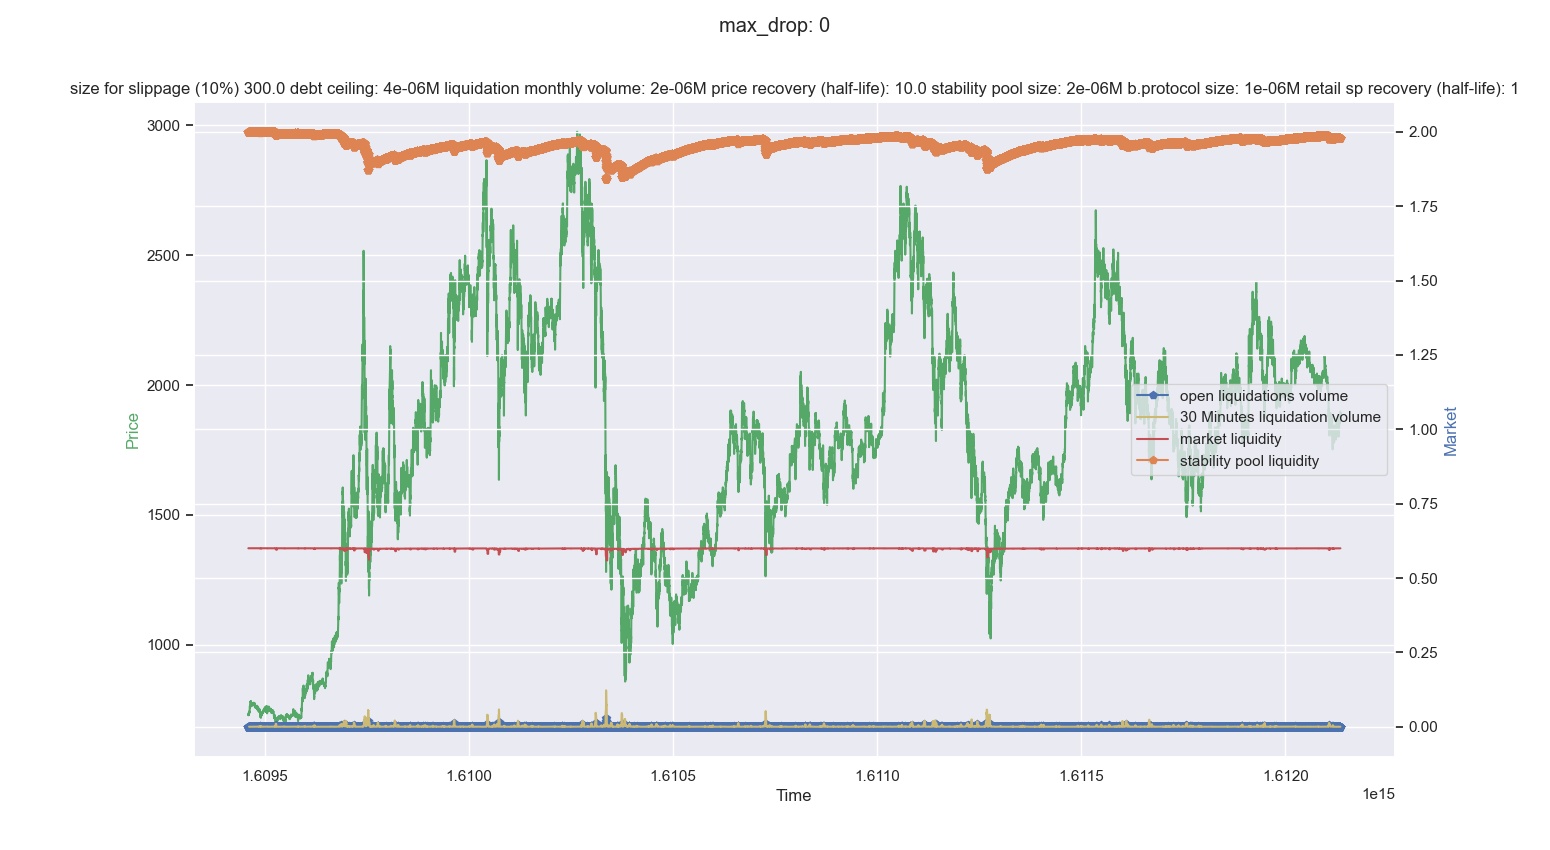 max_drop: 0
size for slippage (10%) 300.0 debt ceiling: 4e-06M liquidation monthly volume: 2e-06M price recovery (half-life): 10.0 stability pool size: 2e-06M b.protocol size: 1e-06M retail sp recovery (half-life): 1
3000
2500
2000
1500
1000
Price
2.00
1.75
1.50
1.25
1.00
0.75
0.50
0.25
0.00
Market
open liquidations volume
30 Minutes liquidation volume
market liquidity
stability pool liquidity
1.6095
1.6100
1.6105
1.6110
1.6115
1.6120
Time
1e15